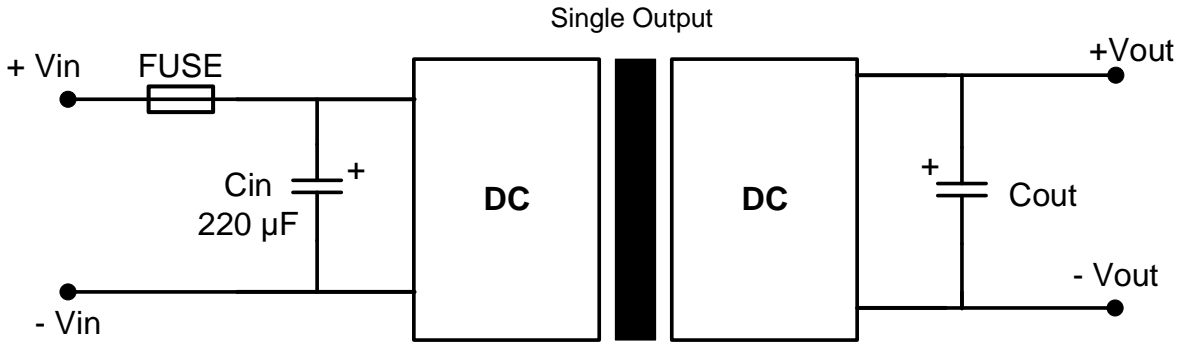 Single Output
+ Vin
FUSE
+Vout
+
Cin
220 µF
DC
DC
+
Cout
- Vin
- Vout